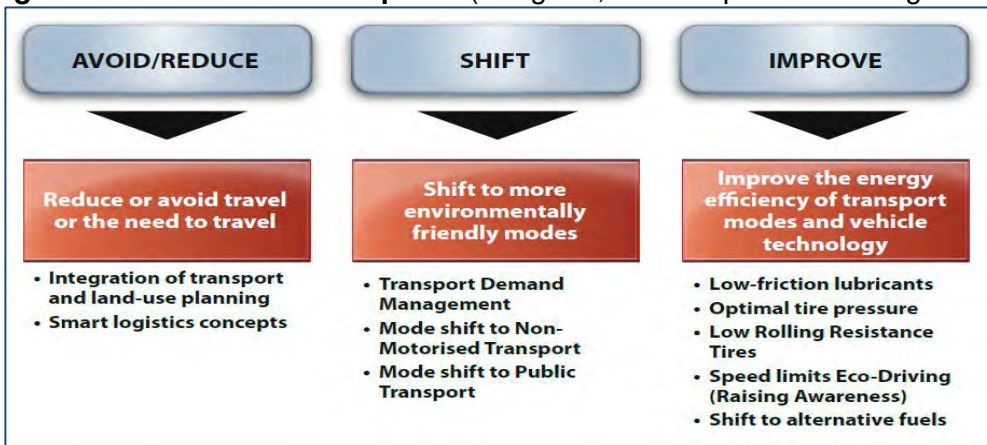 AVOID/REDUCE
Reduce or avoid travel
or the need to travel
• Integration of transport
and land-use planning
• Smart logistics concepts
SHIFT
Shift to more
environmentally
friendly modes
• Transport Demand
Management
• Mode shift to Non-
Motorised Transport
• Mode shift to Public
Transport
IMPROVE
Improve the energy
efficiency of transport
modes and vehicle
technology
• Low-friction lubricants
• Optimal tire pressure
• Low Rolling Resistance
Tires
• Speed limits Eco-Driving
(Raising Awareness)
• Shift to alternative fuels